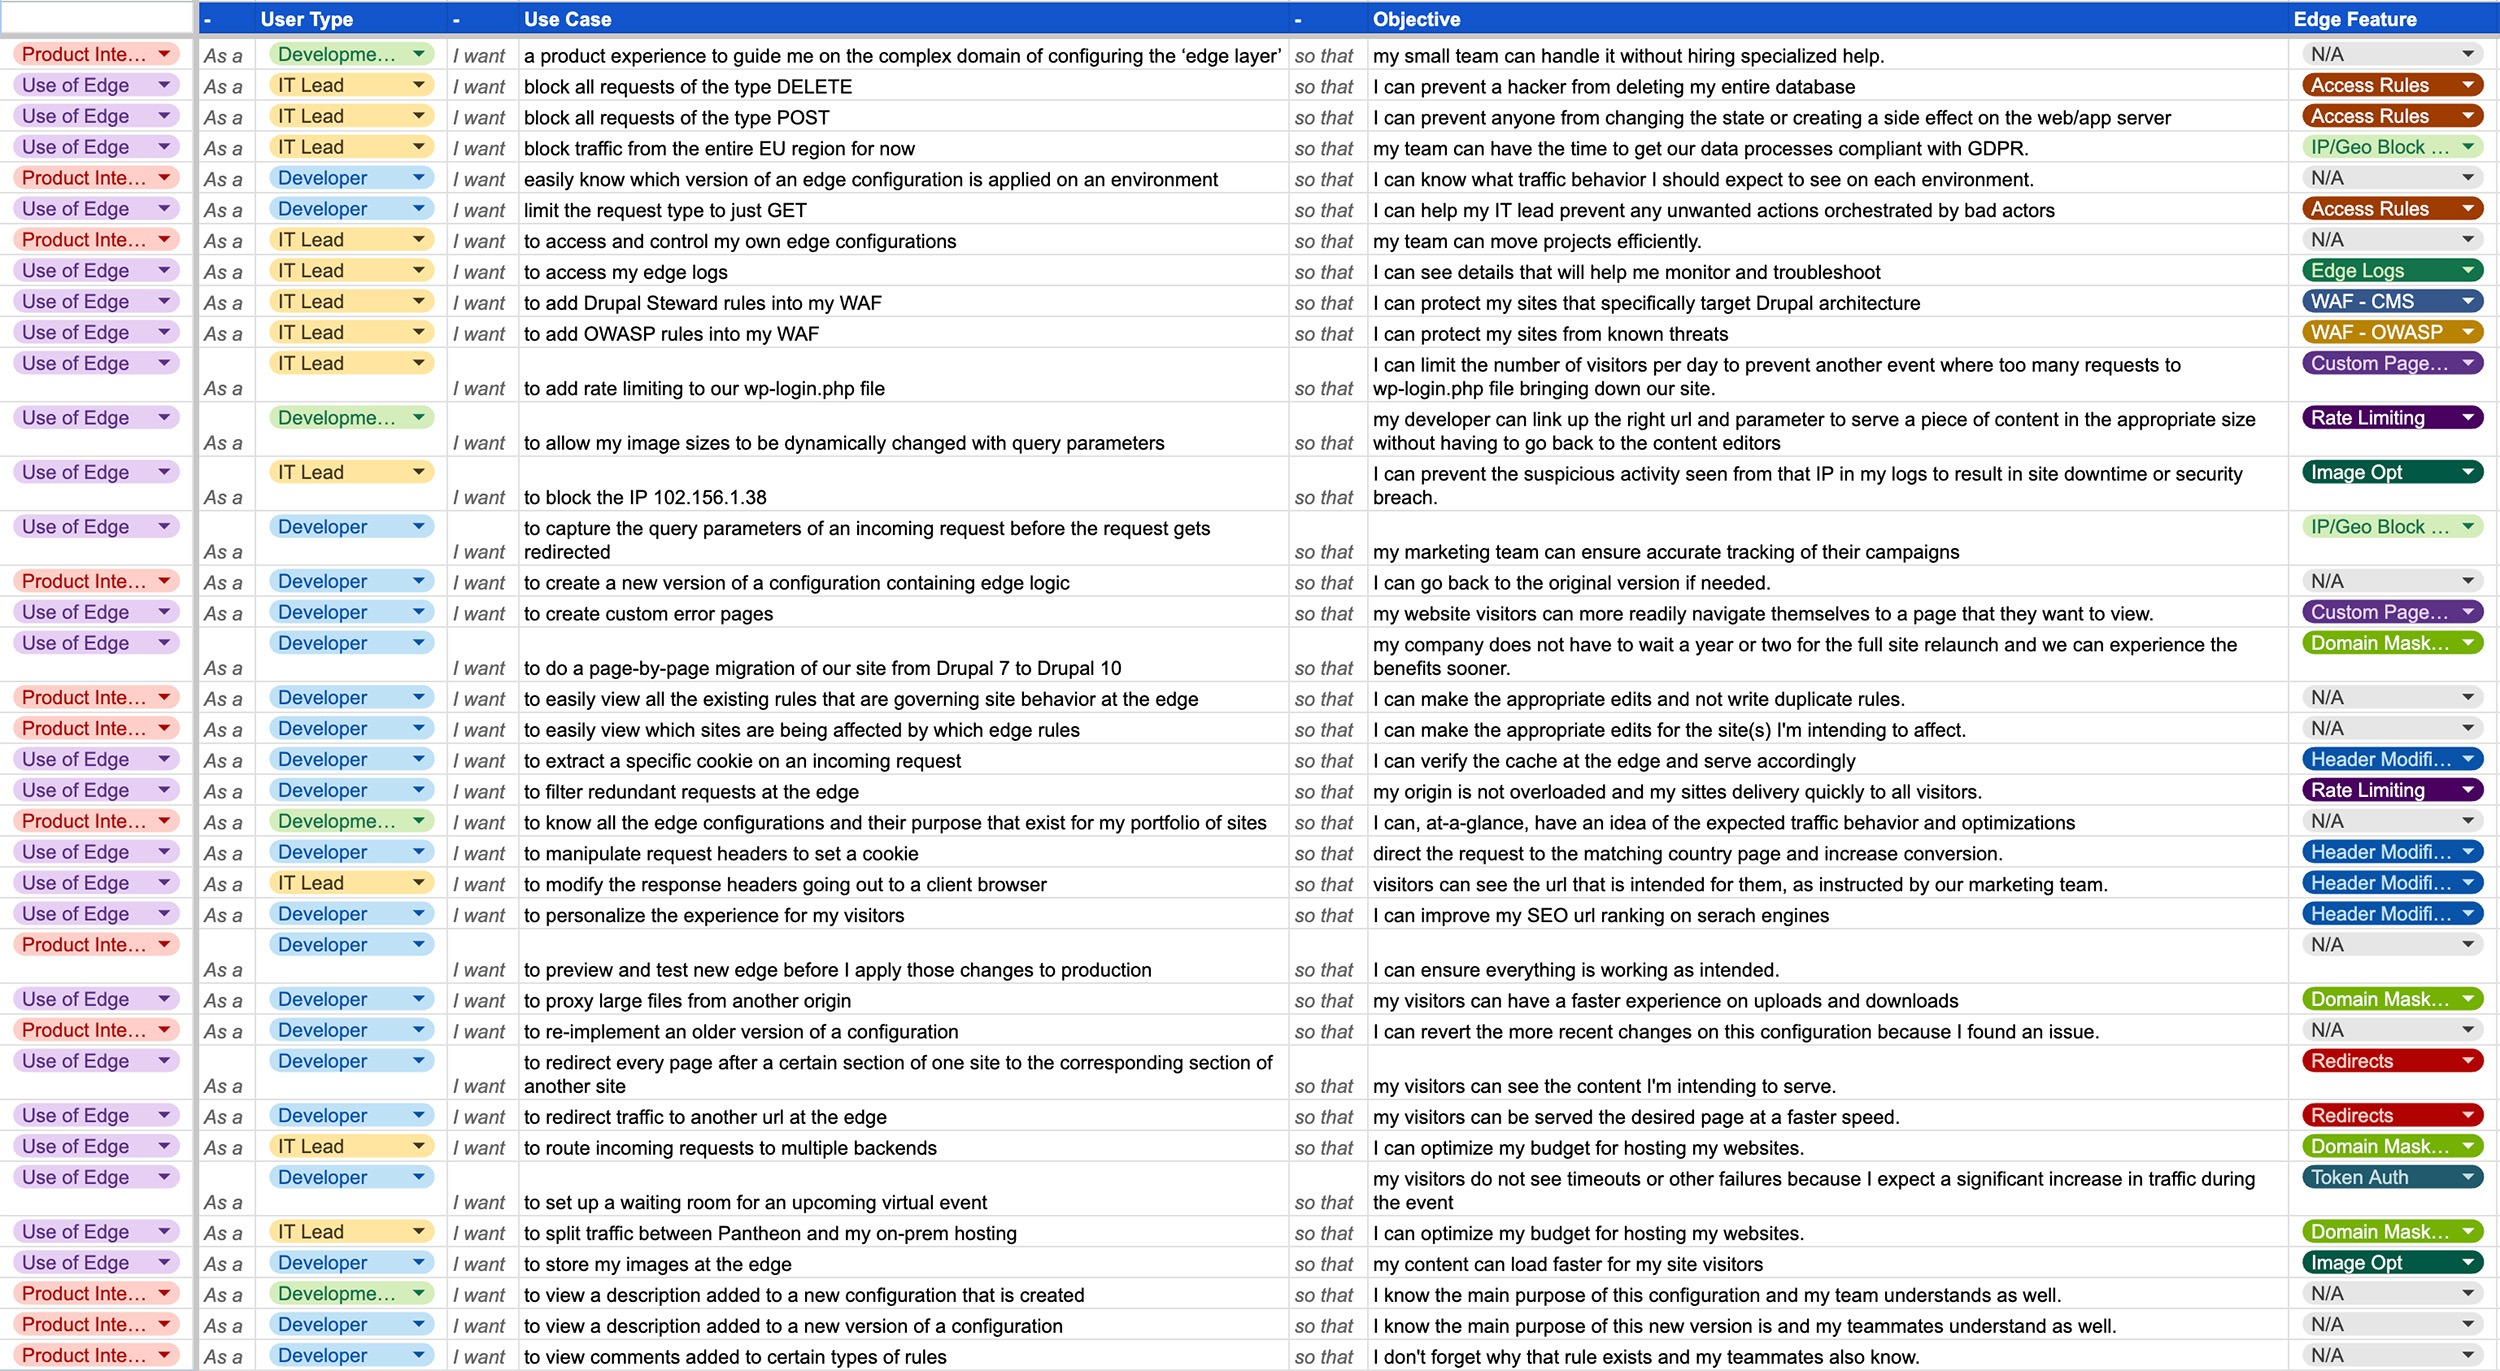 - User Type - Use Case - Objective Edge Feature
Product Inte... As a Developme... I want a product experience to guide me on the complex domain of configuring the ‘edge layer’ so that my small team can handle it without hiring specialized help. N/A
Use of Edge As a IT Lead I want block all requests of the type DELETE so that I can prevent a hacker from deleting my entire database Access Rules
Use of Edge As a IT Lead I want block all requests of the type POST so that I can prevent anyone from changing the state or creating a side effect on the web/app server Access Rules
Use of Edge As a IT Lead I want block traffic from the entire EU region for now so that my team can have the time to get our data processes compliant with GDPR. IP/Geo Block ...
Product Inte... As a Developer I want easily know which version of an edge configuration is applied on an environment so that I can know what traffic behavior I should expect to see on each environment. N/A
Use of Edge As a Developer I want limit the request type to just GET so that I can help my IT lead prevent any unwanted actions orchestrated by bad actors Access Rules
Product Inte... As a IT Lead I want to access and control my own edge configurations so that my team can move projects efficiently. N/A
Use of Edge As a IT Lead I want to access my edge logs so that I can see details that will help me monitor and troubleshoot Edge Logs
Use of Edge As a IT Lead I want to add Drupal Steward rules into my WAF so that I can protect my sites that specifically target Drupal architecture WAF - CMS
Use of Edge As a IT Lead I want to add OWASP rules into my WAF so that I can protect my sites from known threats WAF - OWASP
Use of Edge IT Lead I can limit the number of visitors per day to prevent another event where too many requests to Custom Page...
As a I want to add rate limiting to our wp-login.php file so that wp-login.php file bringing down our site.
Use of Edge Developme... my developer can link up the right url and parameter to serve a piece of content in the appropriate size Rate Limiting
As a I want to allow my image sizes to be dynamically changed with query parameters so that without having to go back to the content editors
Use of Edge IT Lead I can prevent the suspicious activity seen from that IP in my logs to result in site downtime or security Image Opt
As a I want to block the IP 102.156.1.38 so that breach.
Use of Edge Developer to capture the query parameters of an incoming request before the request gets IP/Geo Block ...
As a I want redirected so that my marketing team can ensure accurate tracking of their campaigns
Product Inte... As a Developer I want to create a new version of a configuration containing edge logic so that I can go back to the original version if needed. N/A
Use of Edge As a Developer I want to create custom error pages so that my website visitors can more readily navigate themselves to a page that they want to view. Custom Page...
Use of Edge Developer my company does not have to wait a year or two for the full site relaunch and we can experience the Domain Mask...
As a I want to do a page-by-page migration of our site from Drupal 7 to Drupal 10 so that benefits sooner.
Product Inte... As a Developer I want to easily view all the existing rules that are governing site behavior at the edge so that I can make the appropriate edits and not write duplicate rules. N/A
Product Inte... As a Developer I want to easily view which sites are being affected by which edge rules so that I can make the appropriate edits for the site(s) I'm intending to affect. N/A
Use of Edge As a Developer I want to extract a specific cookie on an incoming request so that I can verify the cache at the edge and serve accordingly Header Modifi...
Use of Edge As a Developer I want to filter redundant requests at the edge so that my origin is not overloaded and my sittes delivery quickly to all visitors. Rate Limiting
Product Inte... As a Developme... I want to know all the edge configurations and their purpose that exist for my portfolio of sites so that I can, at-a-glance, have an idea of the expected traffic behavior and optimizations N/A
Use of Edge As a Developer I want to manipulate request headers to set a cookie so that direct the request to the matching country page and increase conversion. Header Modifi...
Use of Edge As a IT Lead I want to modify the response headers going out to a client browser so that visitors can see the url that is intended for them, as instructed by our marketing team. Header Modifi...
Use of Edge As a Developer I want to personalize the experience for my visitors so that I can improve my SEO url ranking on serach engines Header Modifi...
Product Inte... Developer N/A
As a I want to preview and test new edge before I apply those changes to production so that I can ensure everything is working as intended.
Use of Edge As a Developer I want to proxy large files from another origin so that my visitors can have a faster experience on uploads and downloads Domain Mask...
Product Inte... As a Developer I want to re-implement an older version of a configuration so that I can revert the more recent changes on this configuration because I found an issue. N/A
Use of Edge Developer to redirect every page after a certain section of one site to the corresponding section of Redirects
As a I want another site so that my visitors can see the content I'm intending to serve.
Use of Edge As a Developer I want to redirect traffic to another url at the edge so that my visitors can be served the desired page at a faster speed. Redirects
Use of Edge As a IT Lead I want to route incoming requests to multiple backends so that I can optimize my budget for hosting my websites. Domain Mask...
Use of Edge Developer my visitors do not see timeouts or other failures because I expect a significant increase in traffic during Token Auth
As a I want to set up a waiting room for an upcoming virtual event so that the event
Use of Edge As a IT Lead I want to split traffic between Pantheon and my on-prem hosting so that I can optimize my budget for hosting my websites. Domain Mask...
Use of Edge As a Developer I want to store my images at the edge so that my content can load faster for my site visitors Image Opt
Product Inte... As a Developme... I want to view a description added to a new configuration that is created so that I know the main purpose of this configuration and my team understands as well. N/A
Product Inte... As a Developer I want to view a description added to a new version of a configuration so that I know the main purpose of this new version is and my teammates understand as well. N/A
Product Inte... As a Developer I want to view comments added to certain types of rules so that I don't forget why that rule exists and my teammates also know. N/A